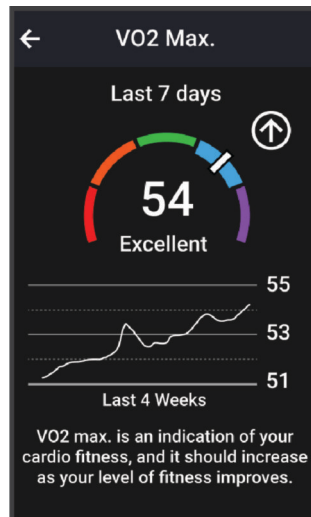 VO2 Max.
Last 7 days
54
Excellent
55
53
51
Last 4 Weeks
VO2 max. is an indication of your
cardio fitness, and it should increase
as your level of fitness improves.